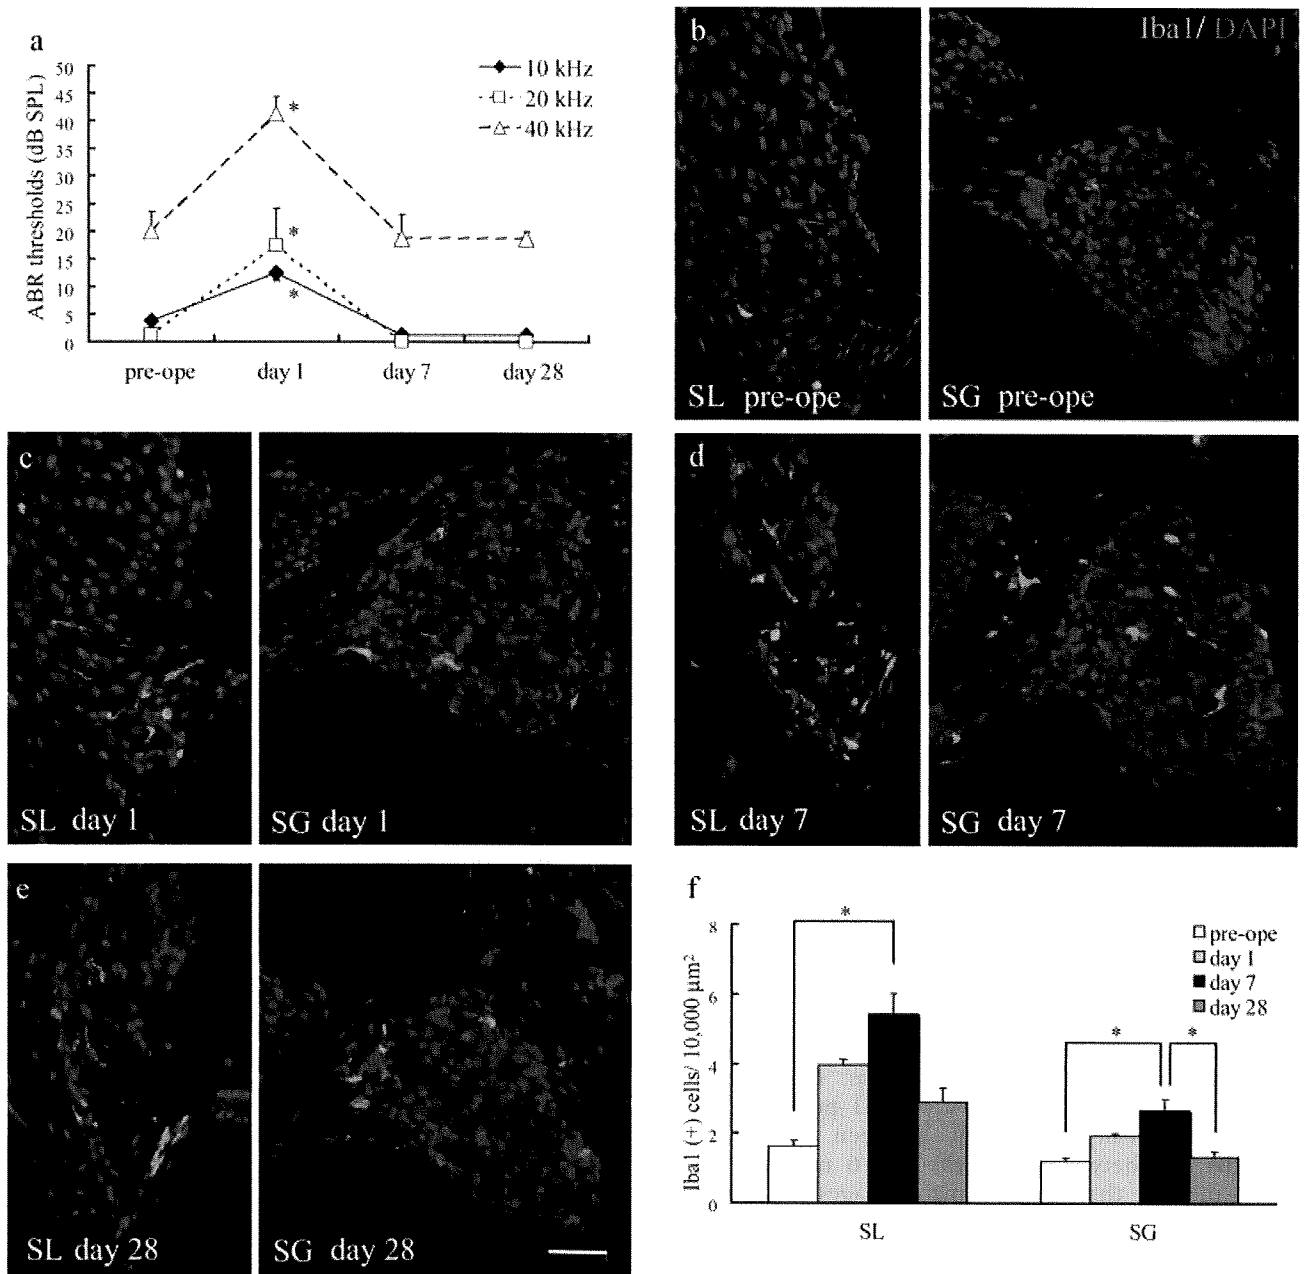 a
ABR thresholds (dB SPL)
50
45
40
35
30
25
20
15
10
5
0
pre-ope day 1 day 7 day 28
10 kHz
20 kHz
40 kHz
*
*
*
b
Iba1/ DAPI
SL pre-ope
SG pre-ope
c
SL day 1
SG day 1
d
SL day 7
SG day 7
e
SL day 28
SG day 28
f
Iba1 (+) cells/ 10,000 μm²
8
6
4
2
0
SL SG
pre-ope
day 1
day 7
day 28
*
* *